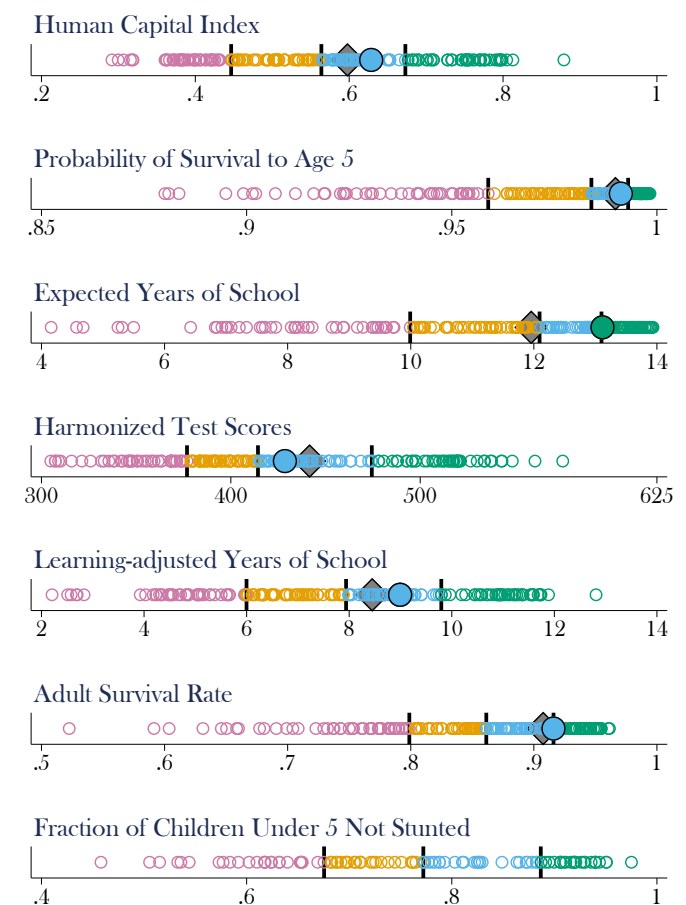 Human Capital Index
.2 .4 .6 .8 1
Probability of Survival to Age 5
.85 .9 .95 1
Expected Years of School
4 6 8 10 12 14
Harmonized Test Scores
300 400 500 625
Learning-adjusted Years of School
2 4 6 8 10 12 14
Adult Survival Rate
.5 .6 .7 .8 .9 1
Fraction of Children Under 5 Not Stunted
.4 .6 .8 1